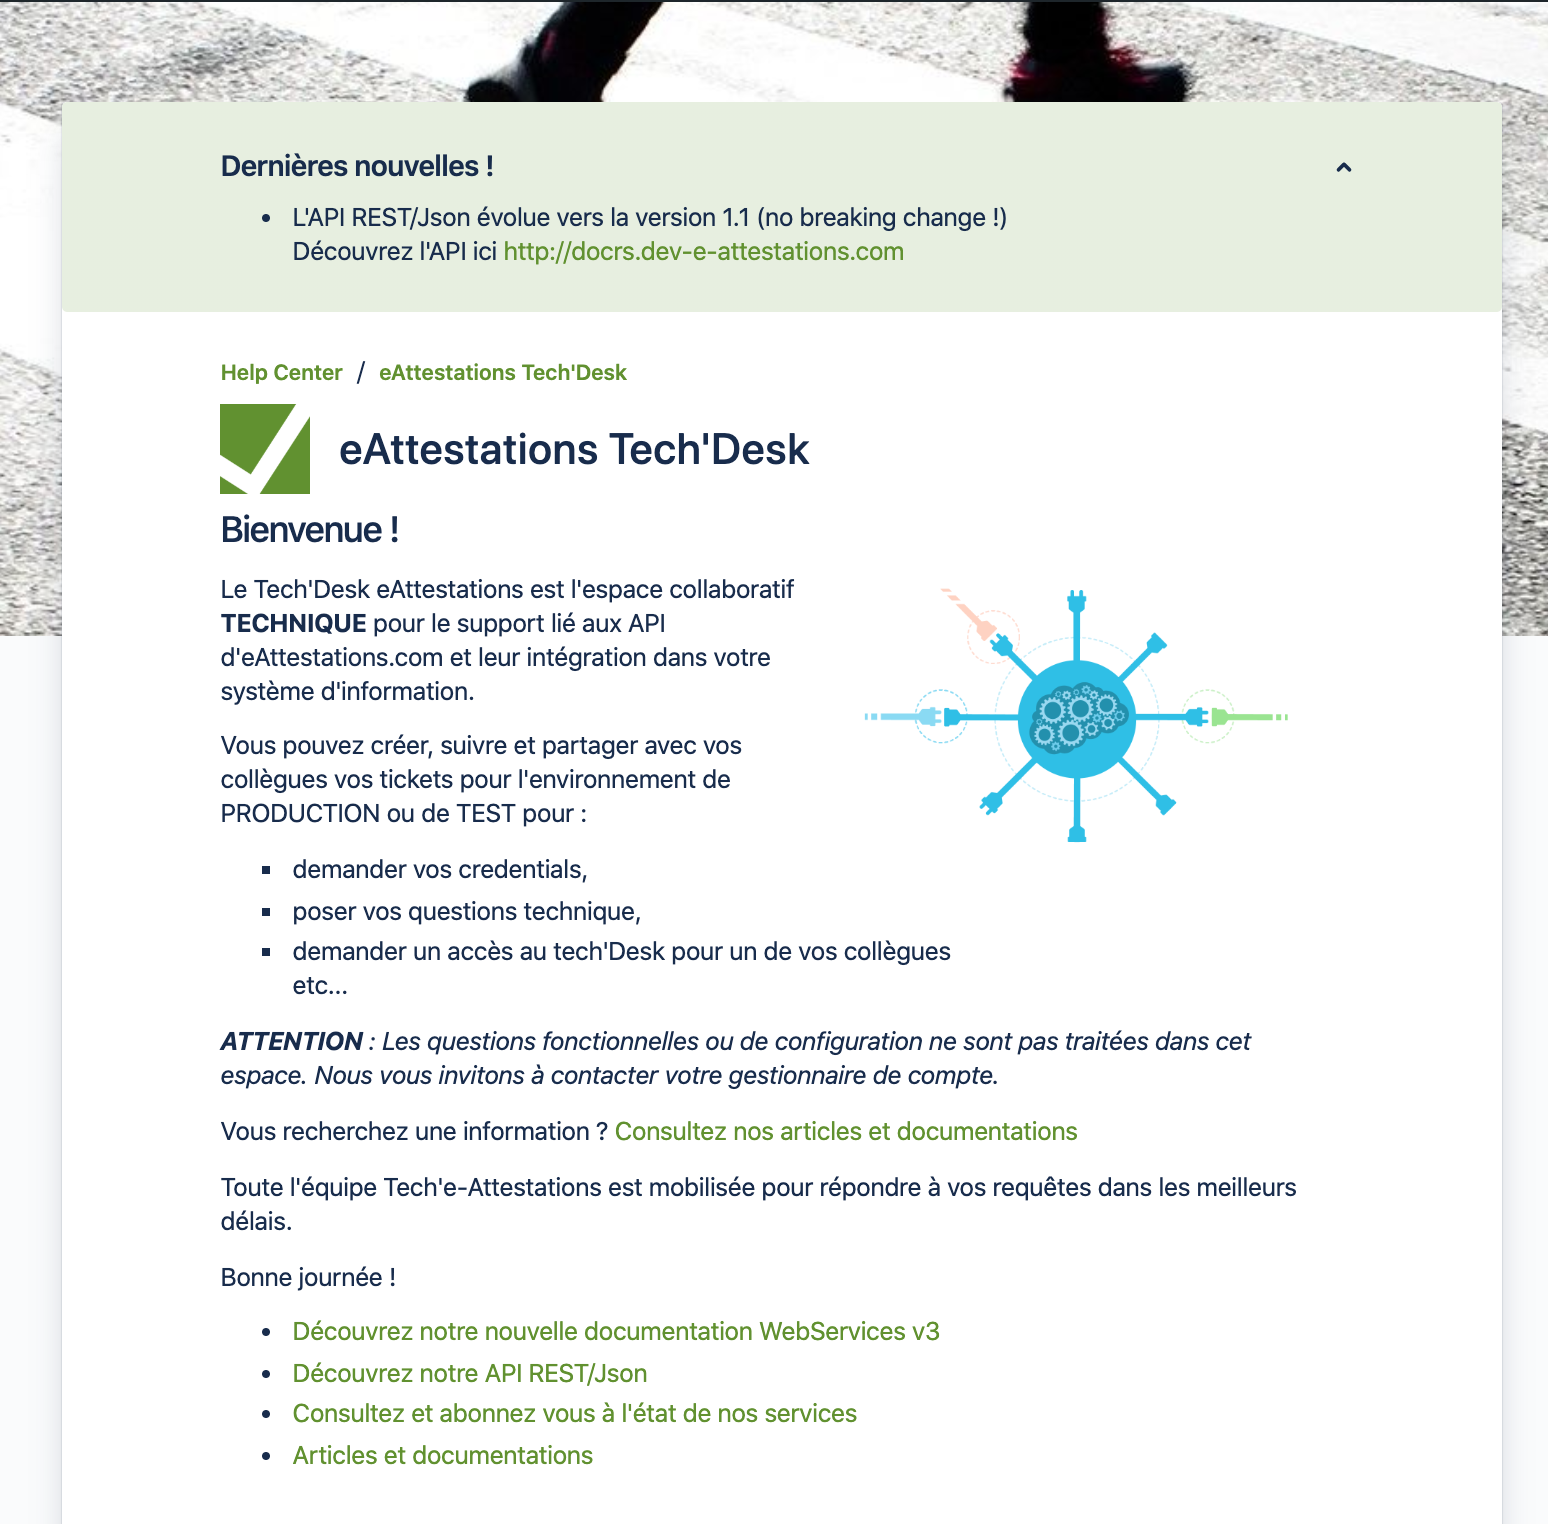 Dernières nouvelles !
• L'API REST/Json évolue vers la version 1.1 (no breaking change !)
Découvrez l'API ici http://docrs.dev-e-attestations.com
Help Center / eAttestations Tech'Desk
eAttestations Tech'Desk
Bienvenue !
Le Tech'Desk eAttestations est l'espace collaboratif
TECHNIQUE pour le support lié aux API
d'eAttestations.com et leur intégration dans votre
système d'information.
Vous pouvez créer, suivre et partager avec vos
collègues vos tickets pour l'environnement de
PRODUCTION ou de TEST pour :
▪ demander vos credentials,
▪ poser vos questions technique,
▪ demander un accès au tech'Desk pour un de vos collègues
etc...
ATTENTION : Les questions fonctionnelles ou de configuration ne sont pas traitées dans cet
espace. Nous vous invitons à contacter votre gestionnaire de compte.
Vous recherchez une information ? Consultez nos articles et documentations
Toute l'équipe Tech'e-Attestations est mobilisée pour répondre à vos requêtes dans les meilleurs
délais.
Bonne journée !
• Découvrez notre nouvelle documentation WebServices v3
• Découvrez notre API REST/Json
• Consultez et abonnez vous à l'état de nos services
• Articles et documentations